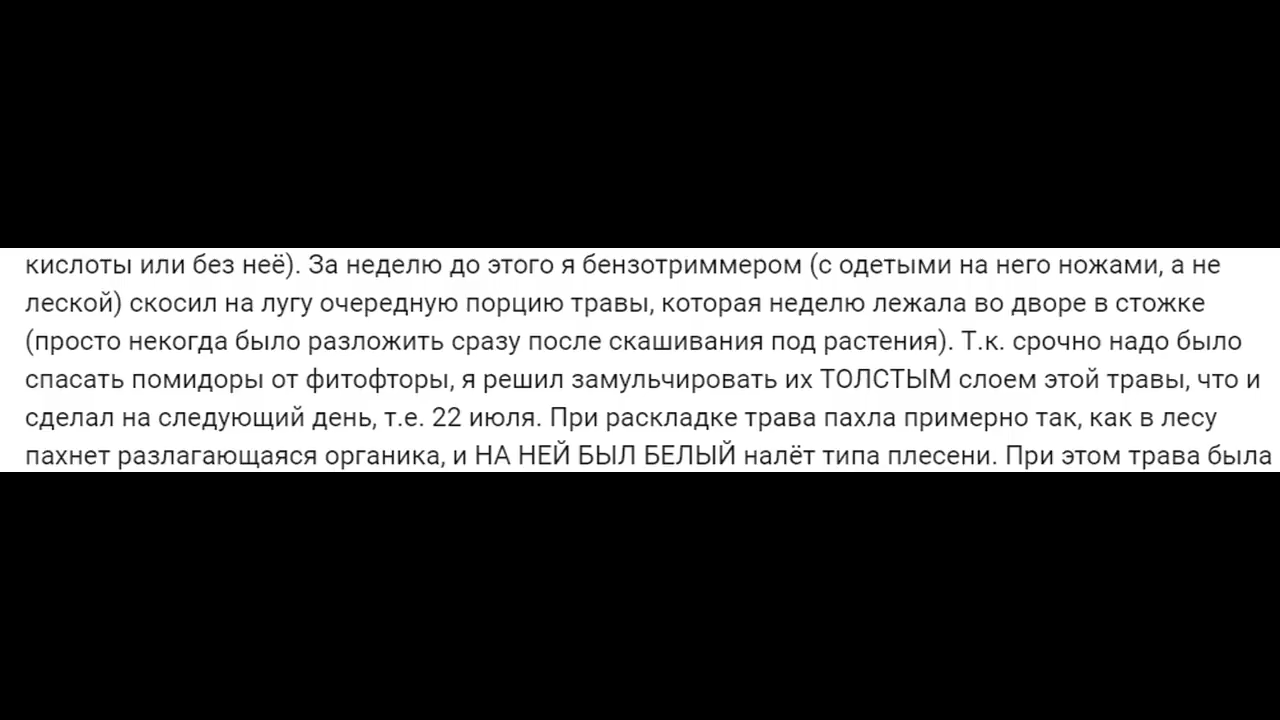 кислоты или без неё). За неделю до этого я бензотриммером (с одетыми на него ножами, а не
леской) скосил на лугу очередную порцию травы, которая неделю лежала во дворе в стожке
(просто некогда было разложить сразу после скашивания под растения). Т.к. срочно надо было
спасать помидоры от фитофторы, я решил замульчировать их ТОЛСТЫМ слоем этой травы, что и
сделал на следующий день, т.е. 22 июля. При раскладке трава пахла примерно так, как в лесу
пахнет разлагающаяся органика, и НА НЕЙ БЫЛ БЕЛЫЙ налёт типа плесени. При этом трава была